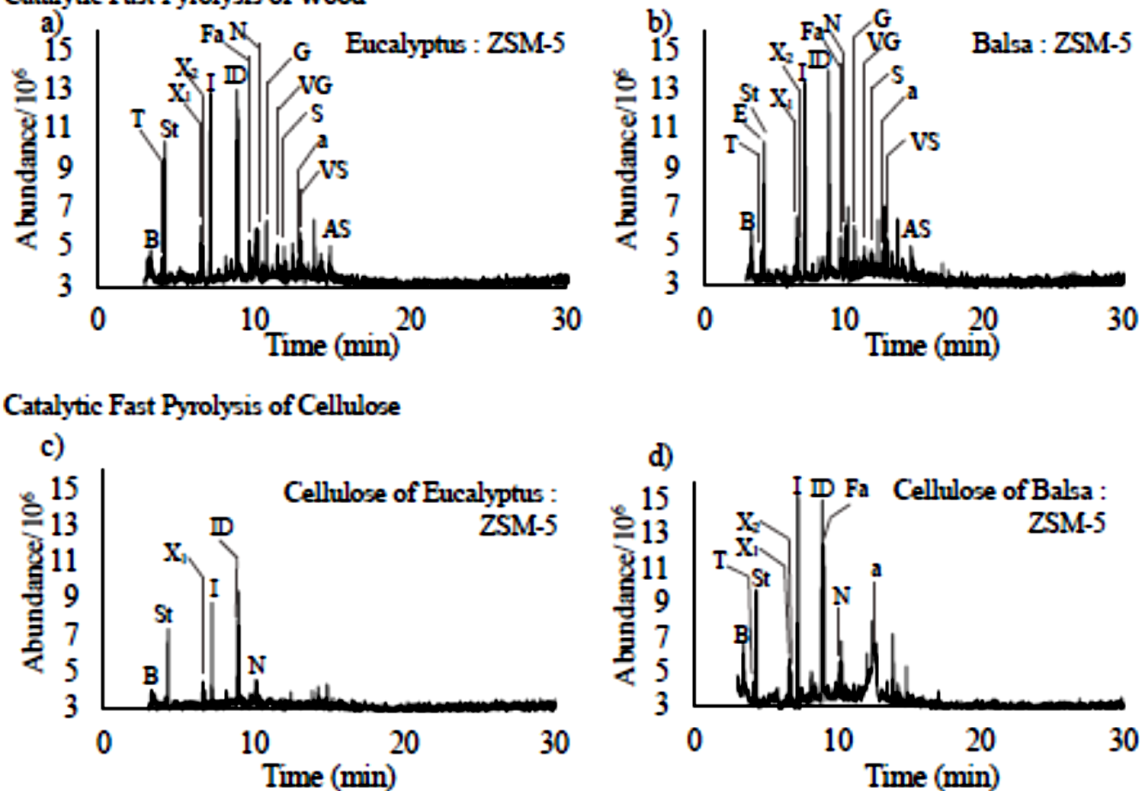 Catalytic Fast Pyrolysis of Wood
a)
Eucalyptus : ZSM-5
Abundance/10⁶
15
13
11
9
7
5
3
B
T
St
X₁
X₂
I
ID
Fa
N
G
VG
S
a
VS
AS
0
10
20
30
Time (min)
b)
Balsa : ZSM-5
Abundance/10⁶
15
13
11
9
7
5
3
B
T
E
St
X₁
X₂
I
ID
Fa
N
G
VG
S
a
VS
AS
0
10
20
30
Time (min)
Catalytic Fast Pyrolysis of Cellulose
c)
Cellulose of Eucalyptus :
ZSM-5
Abundance/10⁶
15
13
11
9
7
5
3
B
St
X₁
I
ID
N
0
10
20
30
Time (min)
d)
Cellulose of Balsa :
ZSM-5
Abundance/10⁶
15
13
11
9
7
5
3
B
T
St
X₁
X₂
I
ID
Fa
N
a
0
10
20
30
Time (min)